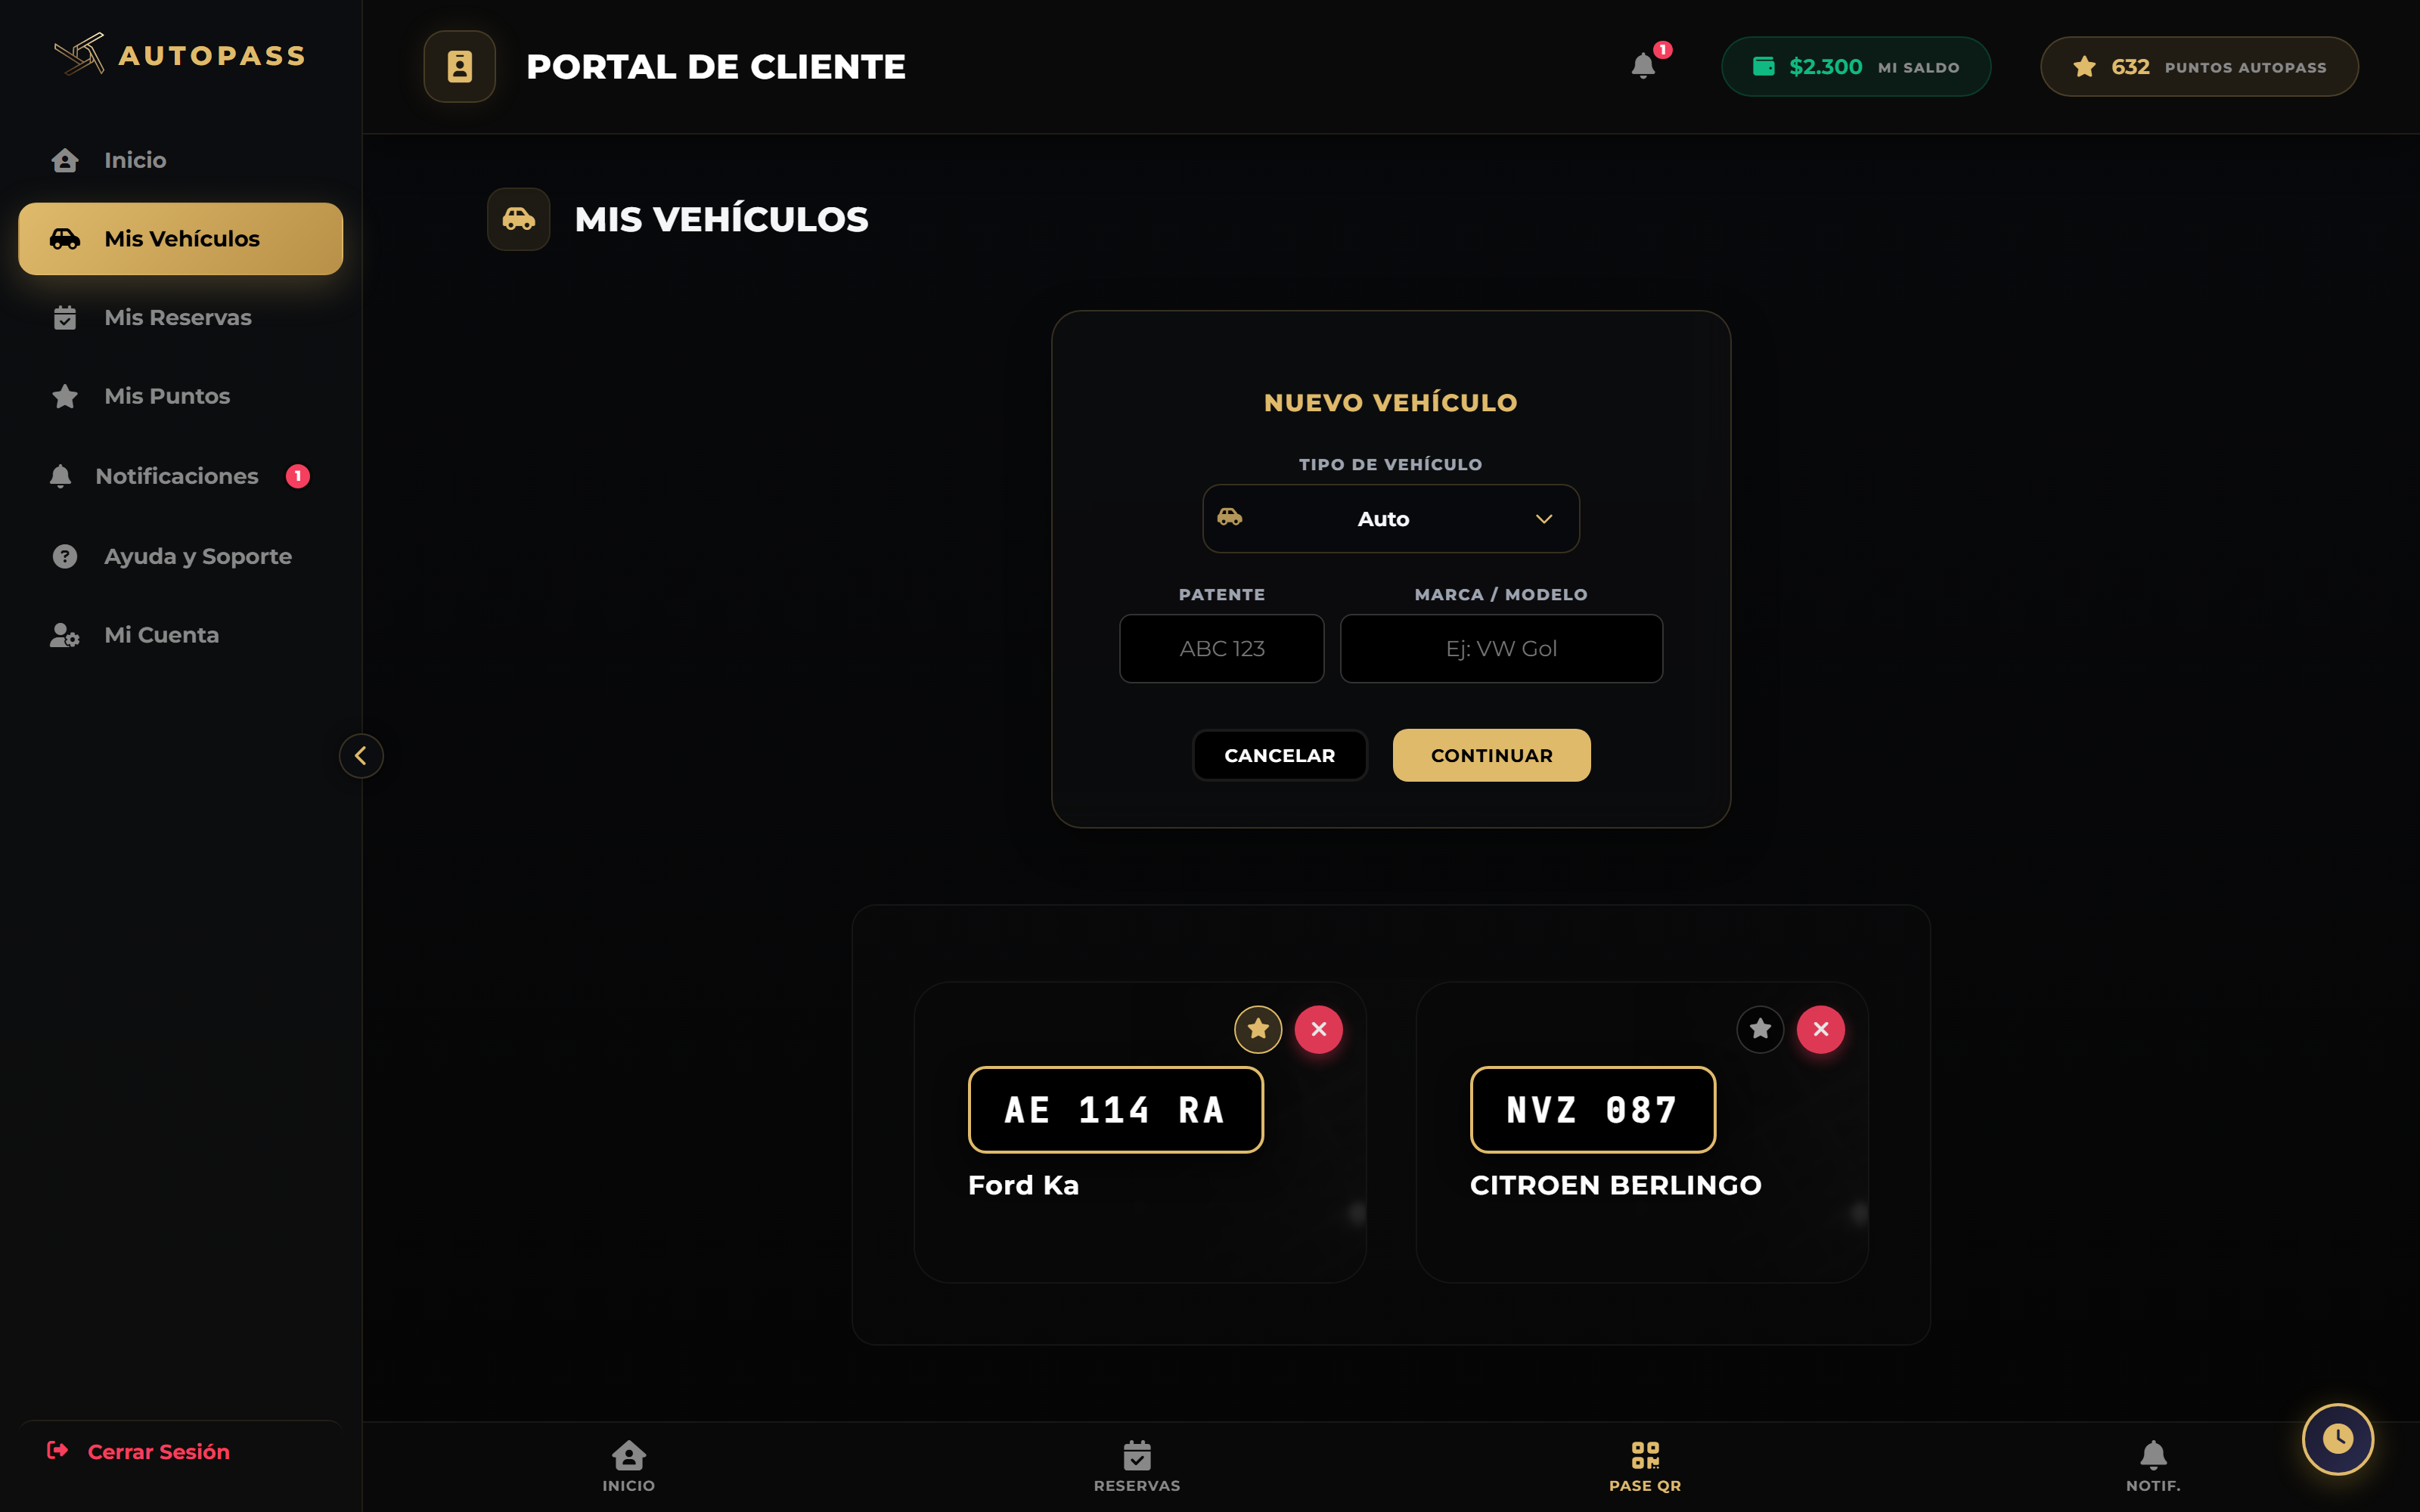 AUTOPASS
PORTAL DE CLIENTE
1
$2.300 MI SALDO
632 PUNTOS AUTOPASS
Inicio
Mis Vehículos
Mis Reservas
Mis Puntos
Notificaciones 1
Ayuda y Soporte
Mi Cuenta
Cerrar Sesión
MIS VEHÍCULOS
NUEVO VEHÍCULO
TIPO DE VEHÍCULO
Auto
PATENTE MARCA / MODELO
ABC 123 Ej: VW Gol
CANCELAR CONTINUAR
AE 114 RA
Ford Ka
NVZ 087
CITROEN BERLINGO
INICIO RESERVAS PASE QR NOTIF.